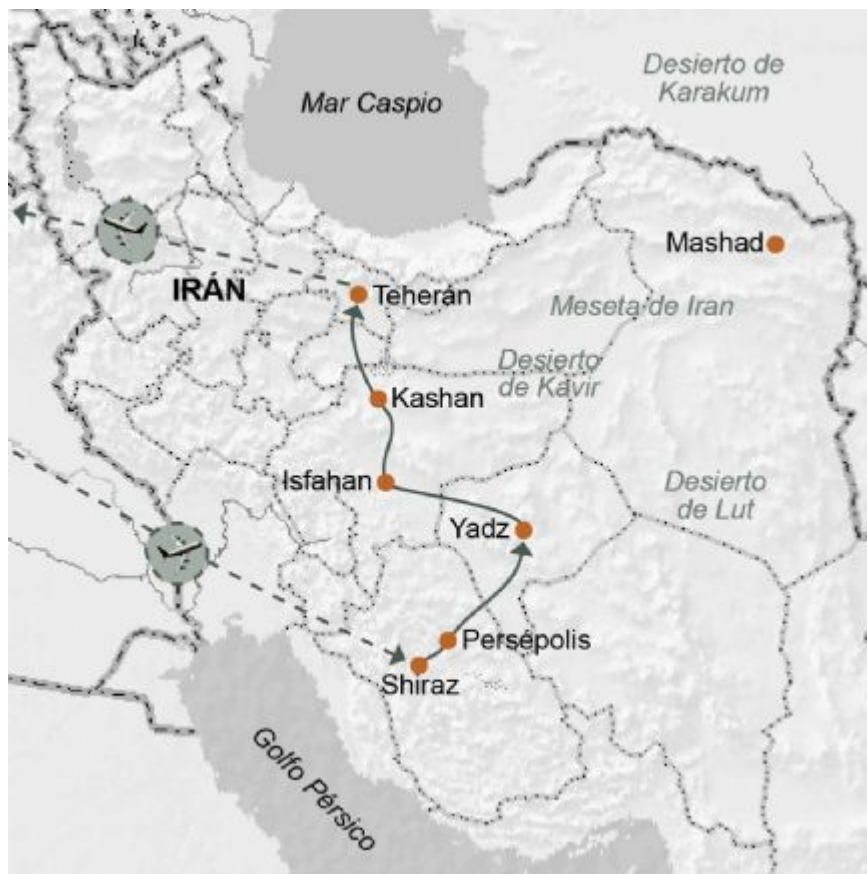 Desierto de
Karakum
Mar Caspio
Mashad
IRÁN
Teherán
Meseta de Iran
Desierto
de Kavir
Kashan
Isfahan
Desierto
de Lut
Yadz
Persépolis
Shiraz
Golfo Pérsico